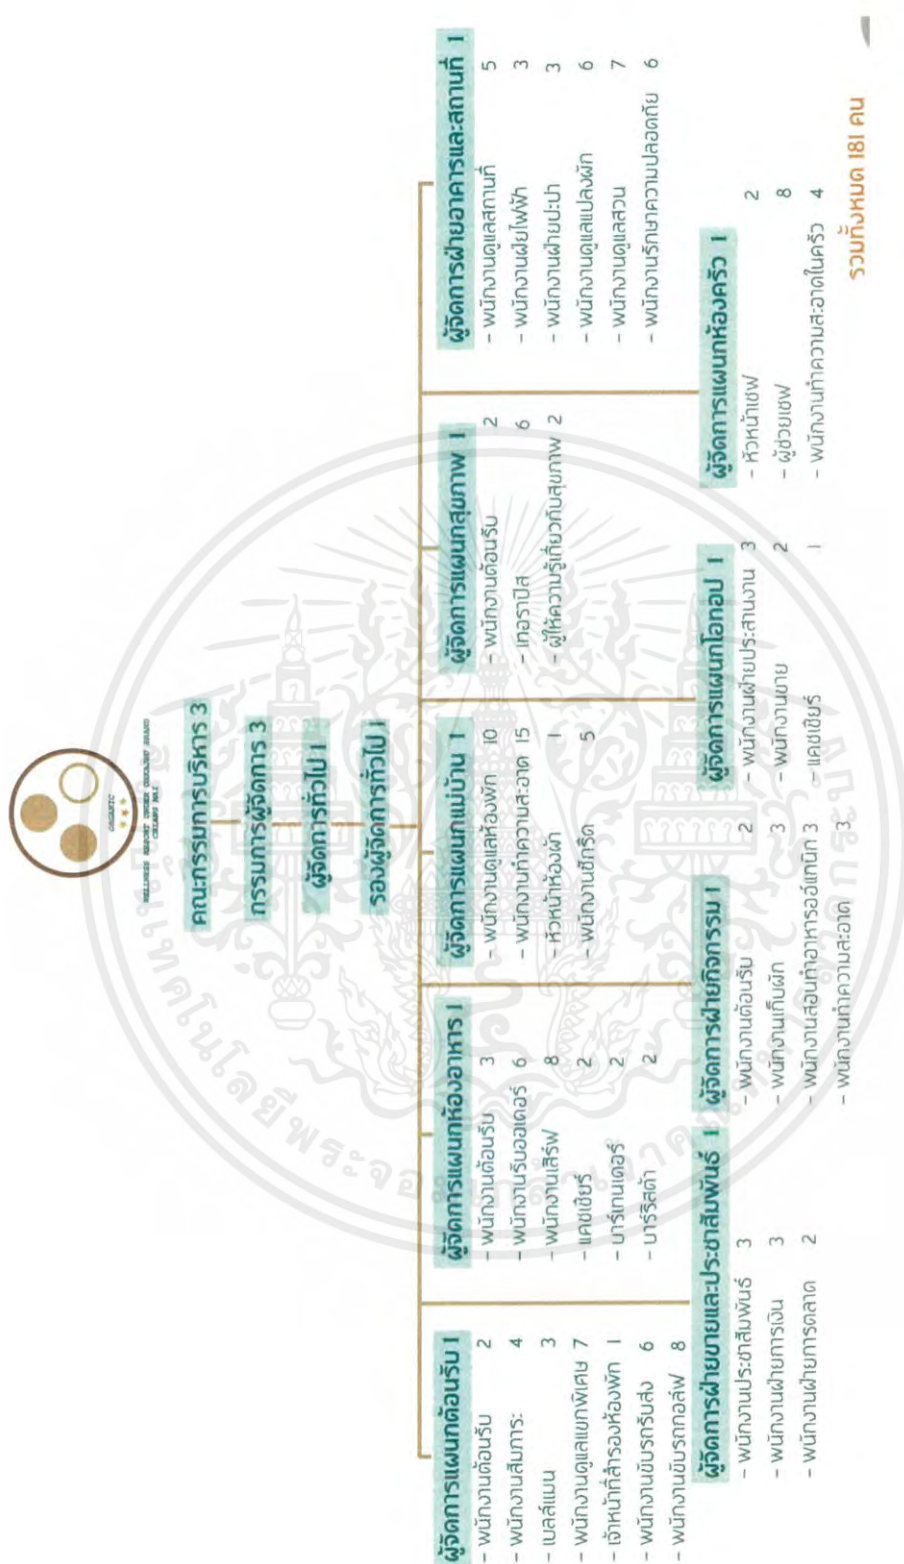 ORGANIC
WELLNESS RESORT UNDER CHULADIT BRAND
CHIANG MAI
คณะกรรมการบริหาร 3
กรรมการผู้จัดการ 3
ผู้จัดการทั่วไป 1
รองผู้จัดการทั่วไป 1
ผู้จัดการแผนกต้อนรับ 1
- พนักงานต้อนรับ 2
- พนักงานสัมภาระ 4
- เบลล์แมน 3
- พนักงานดูแลแขกพิเศษ 7
- เจ้าหน้าที่สำรองห้องพัก 1
- พนักงานขับรถรับส่ง 6
- พนักงานขับรถกอล์ฟ 8
ผู้จัดการแผนกห้องอาหาร 1
- พนักงานต้อนรับ 3
- พนักงานรับออเดอร์ 6
- พนักงานเสิร์ฟ 8
- แคชเชียร์ 2
- บาร์เทนเดอร์ 2
- บาร์ริสต้า 2
ผู้จัดการแผนกแม่บ้าน 1
- พนักงานดูแลห้องพัก 10
- พนักงานทำความสะอาด 15
- หัวหน้าห้องผ้า 1
- พนักงานซักรีด 5
ผู้จัดการแผนกสุขภาพ 1
- พนักงานต้อนรับ 2
- เทอราปิส 6
- ผู้ให้ความรู้เกี่ยวกับสุขภาพ 2
ผู้จัดการฝ่ายอาคารและสถานที่ 1
- พนักงานดูแลสถานที่ 5
- พนักงานฝ่ยไฟฟ้า 3
- พนักงานฝ่ายปะปา 3
- พนักงานดูแลแปลงผัก 6
- พนักงานดูแลสวน 7
- พนักงานรักษาความปลอดภัย 6
ผู้จัดการฝ่ายขายและประชาสัมพันธ์ 1
- พนักงานประชาสัมพันธ์ 3
- พนักงานฝ่ายการเงิน 3
- พนักงานฝ่ายการตลาด 2
ผู้จัดการฝ่ายกิจกรรม 1
- พนักงานต้อนรับ 2
- พนักงานเก็บผัก 3
- พนักงานสอนทำอาหารออแกนิก 3
- พนักงานทำความสะอาด 3
ผู้จัดการแผนกโอทอป 1
- พนักงานฝ่ายประสานงาน 3
- พนักงานขาย 2
- แคชเชียร์ 1
ผู้จัดการแผนกห้องครัว 1
- หัวหน้าเชฟ 2
- ผู้ช่วยเชฟ 8
- พนักงานทำความสะอาดในครัว 4
รวมทั้งหมด 181 คน